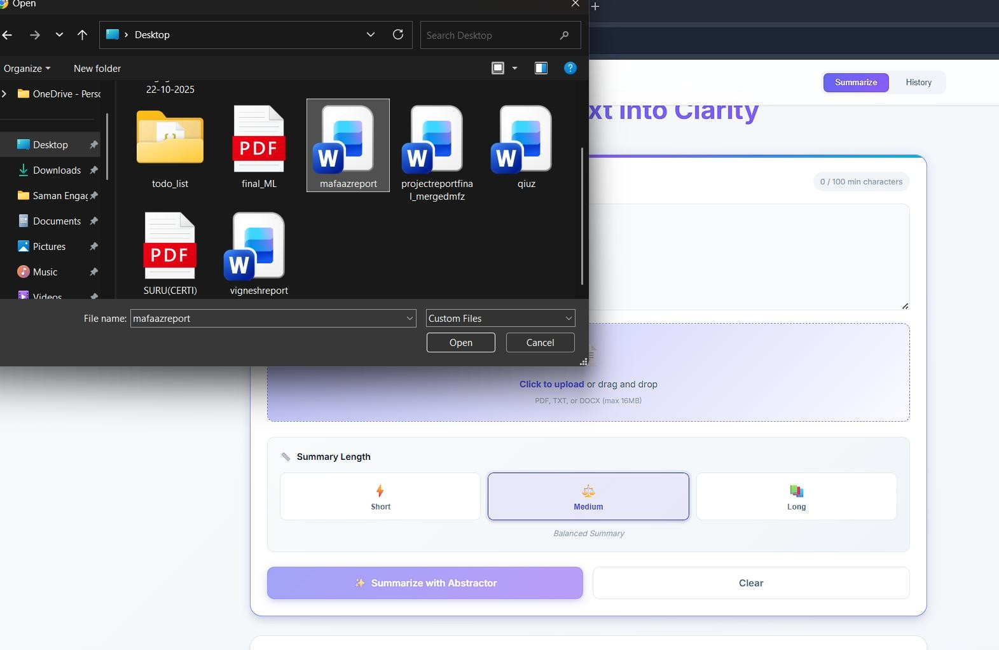 Open
Desktop
Search Desktop
Organize
New folder
22-10-2025
OneDrive - Perso
Desktop
Downloads
Saman Engag
Documents
Pictures
Music
Videos
todo_list
PDF
final_ML
W
mafaazreport
W
projectreportfina
l_mergedmfz
W
qiuz
PDF
SURU(CERTI)
W
vigneshreport
File name:
mafaazreport
Custom Files
Open
Cancel
Summarize
History
xt into Clarity
0 / 100 min characters
Click to upload or drag and drop
PDF, TXT, or DOCX (max 16MB)
Summary Length
Short
Medium
Long
Balanced Summary
Summarize with Abstractor
Clear